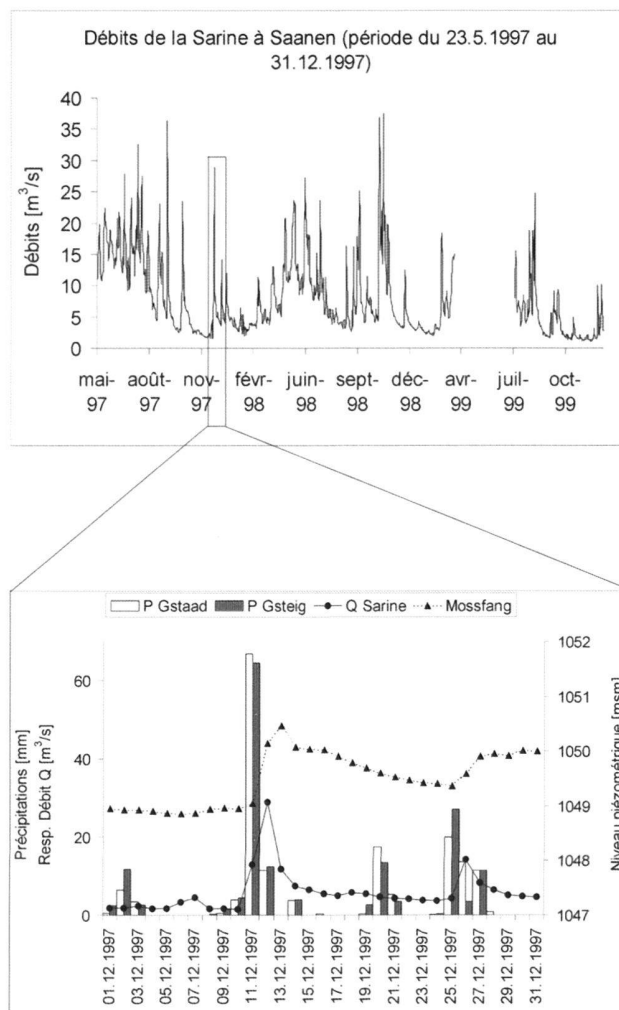 Débits de la Sarine à Saanen (période du 23.5.1997 au
31.12.1997)
Débits [m³/s]
40
35
30
25
20
15
10
5
0
mai-97
août-97
nov-97
févr-98
juin-98
sept-98
déc-98
avr-99
juil-99
oct-99
P Gstaad P Gsteig Q Sarine Mossfang
Précipitations [mm]
Resp. Débit Q [m³/s]
60
40
20
0
1052
1051
1050
1049
1048
1047
Niveau piézométrique [msm]
01.12.1997
03.12.1997
05.12.1997
07.12.1997
09.12.1997
11.12.1997
13.12.1997
15.12.1997
17.12.1997
19.12.1997
21.12.1997
23.12.1997
25.12.1997
27.12.1997
29.12.1997
31.12.1997